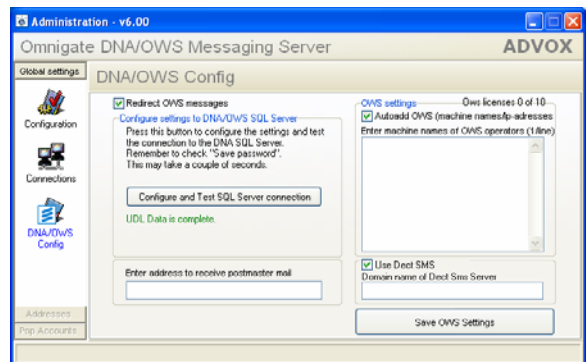 Administration - v6.00
Omnigate DNA/OWS Messaging Server
ADVOX
Global settings
DNA/OWS Config
Configuration
Connections
DNA/OWS
Config
Addresses
Pop Accounts
Redirect OWS messages
Configure settings to DNA/OWS SQL Server
Press this button to configure the settings and test
the connection to the DNA SQL Server.
Remember to check "Save password".
This may take a couple of seconds.
Configure and Test SQL Server connection
UDL Data is complete.
Enter address to receive postmaster mail
OWS settings
Ows licenses 0 of 10
Autoadd OWS (machine names/ip-adresses
Enter machine names of OWS operators (1/line)
Use Dect SMS
Domain name of Dect Sms Server
Save OWS Settings